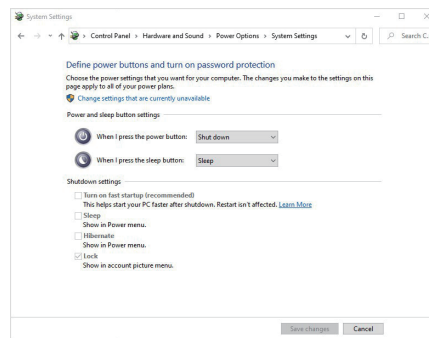 System Settings
Control Panel > Hardware and Sound > Power Options > System Settings
Search C...
Define power buttons and turn on password protection
Choose the power settings that you want for your computer. The changes you make to the settings on this
page apply to all of your power plans.
Change settings that are currently unavailable
Power and sleep button settings
When I press the power button: Shut down
When I press the sleep button: Sleep
Shutdown settings
Turn on fast startup (recommended)
This helps start your PC faster after shutdown. Restart isn't affected. Learn More
Sleep
Show in Power menu.
Hibernate
Show in Power menu.
Lock
Show in account picture menu.
Save changes Cancel